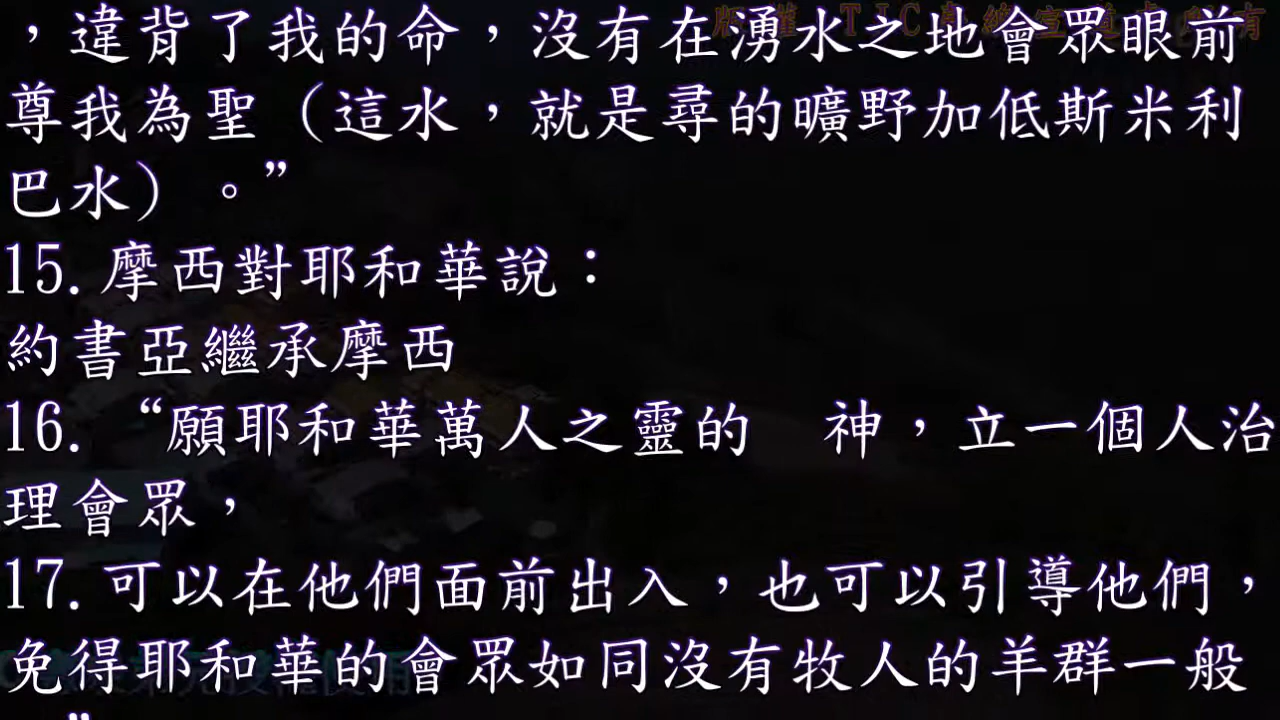 ，違背了我的命，沒有在湧水之地會眾眼前
尊我為聖（這水，就是尋的曠野加低斯米利
巴水）。”
15.摩西對耶和華說：
約書亞繼承摩西
16.“願耶和華萬人之靈的　神，立一個人治
理會眾，
17.可以在他們面前出入，也可以引導他們，
免得耶和華的會眾如同沒有牧人的羊群一般